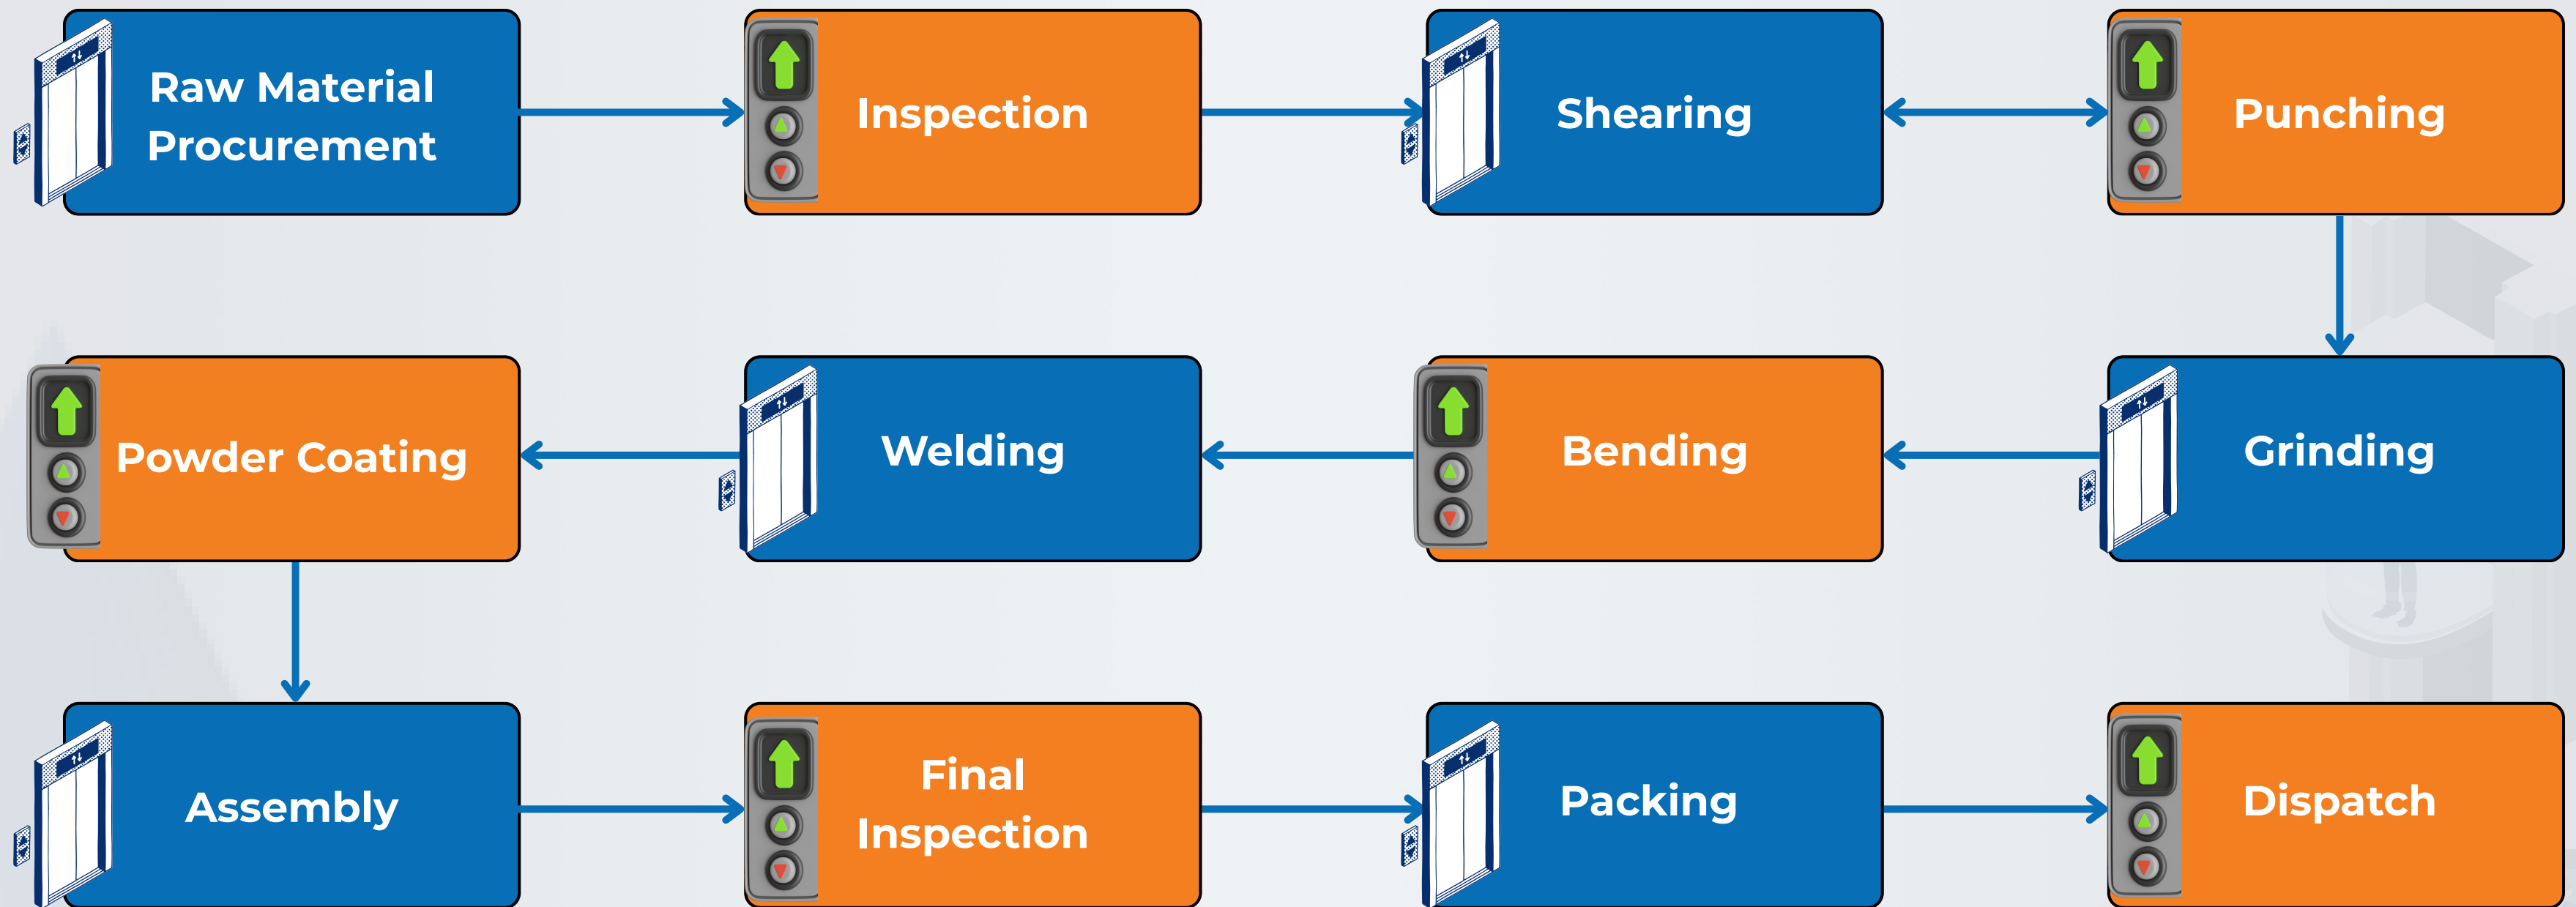 Raw Material
Procurement
Inspection
Shearing
Punching
Grinding
Bending
Welding
Powder Coating
Assembly
Final
Inspection
Packing
Dispatch